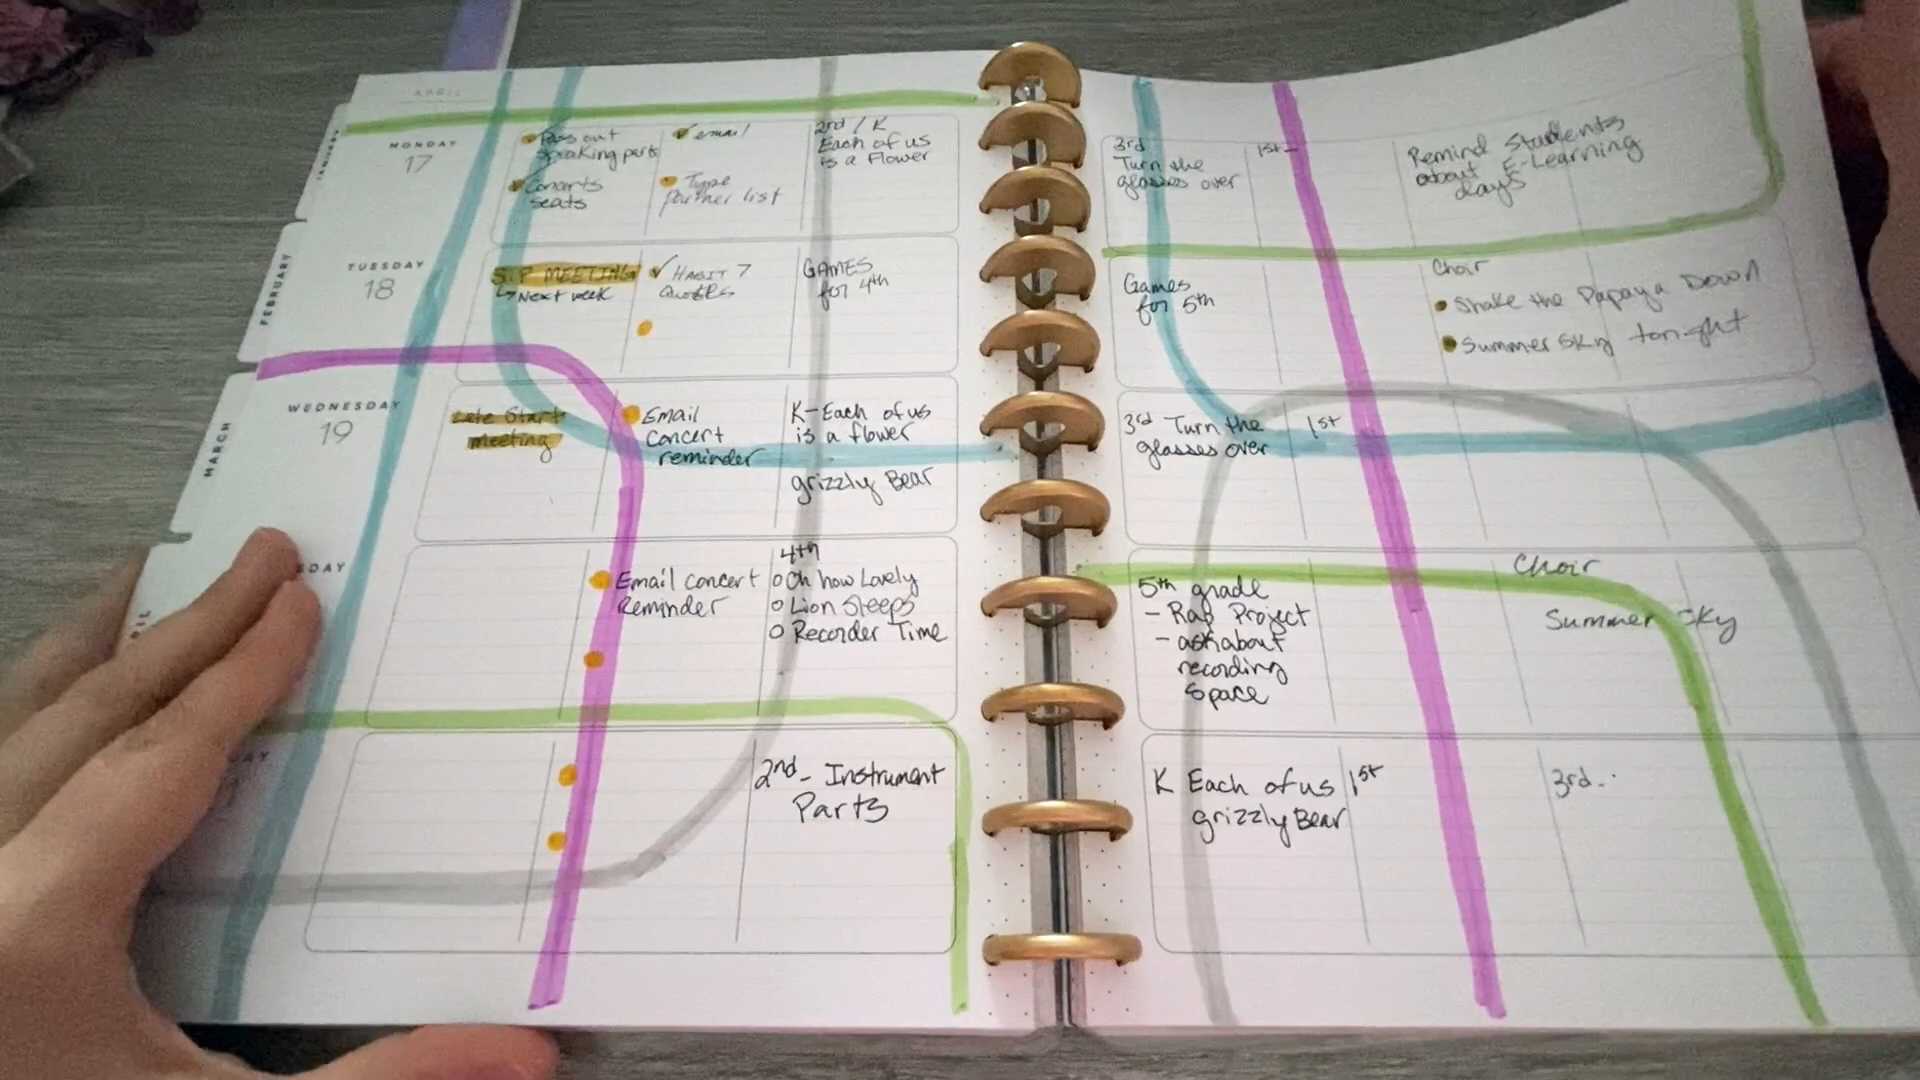 APRIL
JANUARY
FEBRUARY
MARCH
MONDAY
17
Pass out
Speaking parts
Concerts
seats
email
Type
partner list
2nd / K
Each of us
is a Flower
3rd
Turn the
glasses over
1st-
Remind Students
about E-Learning
days
TUESDAY
18
SIP MEETING
Next week
✓ HABIT 7
QUOTERS
GAMES
for 4th
Games
for 5th
Choir
Shake the Papaya Down
Summer Sky tonight
WEDNESDAY
19
Late Start
meeting
Email
concert
reminder
K-Each of us
is a flower
grizzly Bear
3rd Turn the
glasses over
1st
SDAY
Email concert
Reminder
4th
o Oh how Lovely
o Lion Sleeps
o Recorder Time
5th grade
- Rap Project
- ask about
recording
space
Choir
Summer Sky
DAY
2nd- Instrument
Parts
K Each of us
grizzly Bear
1st
3rd-